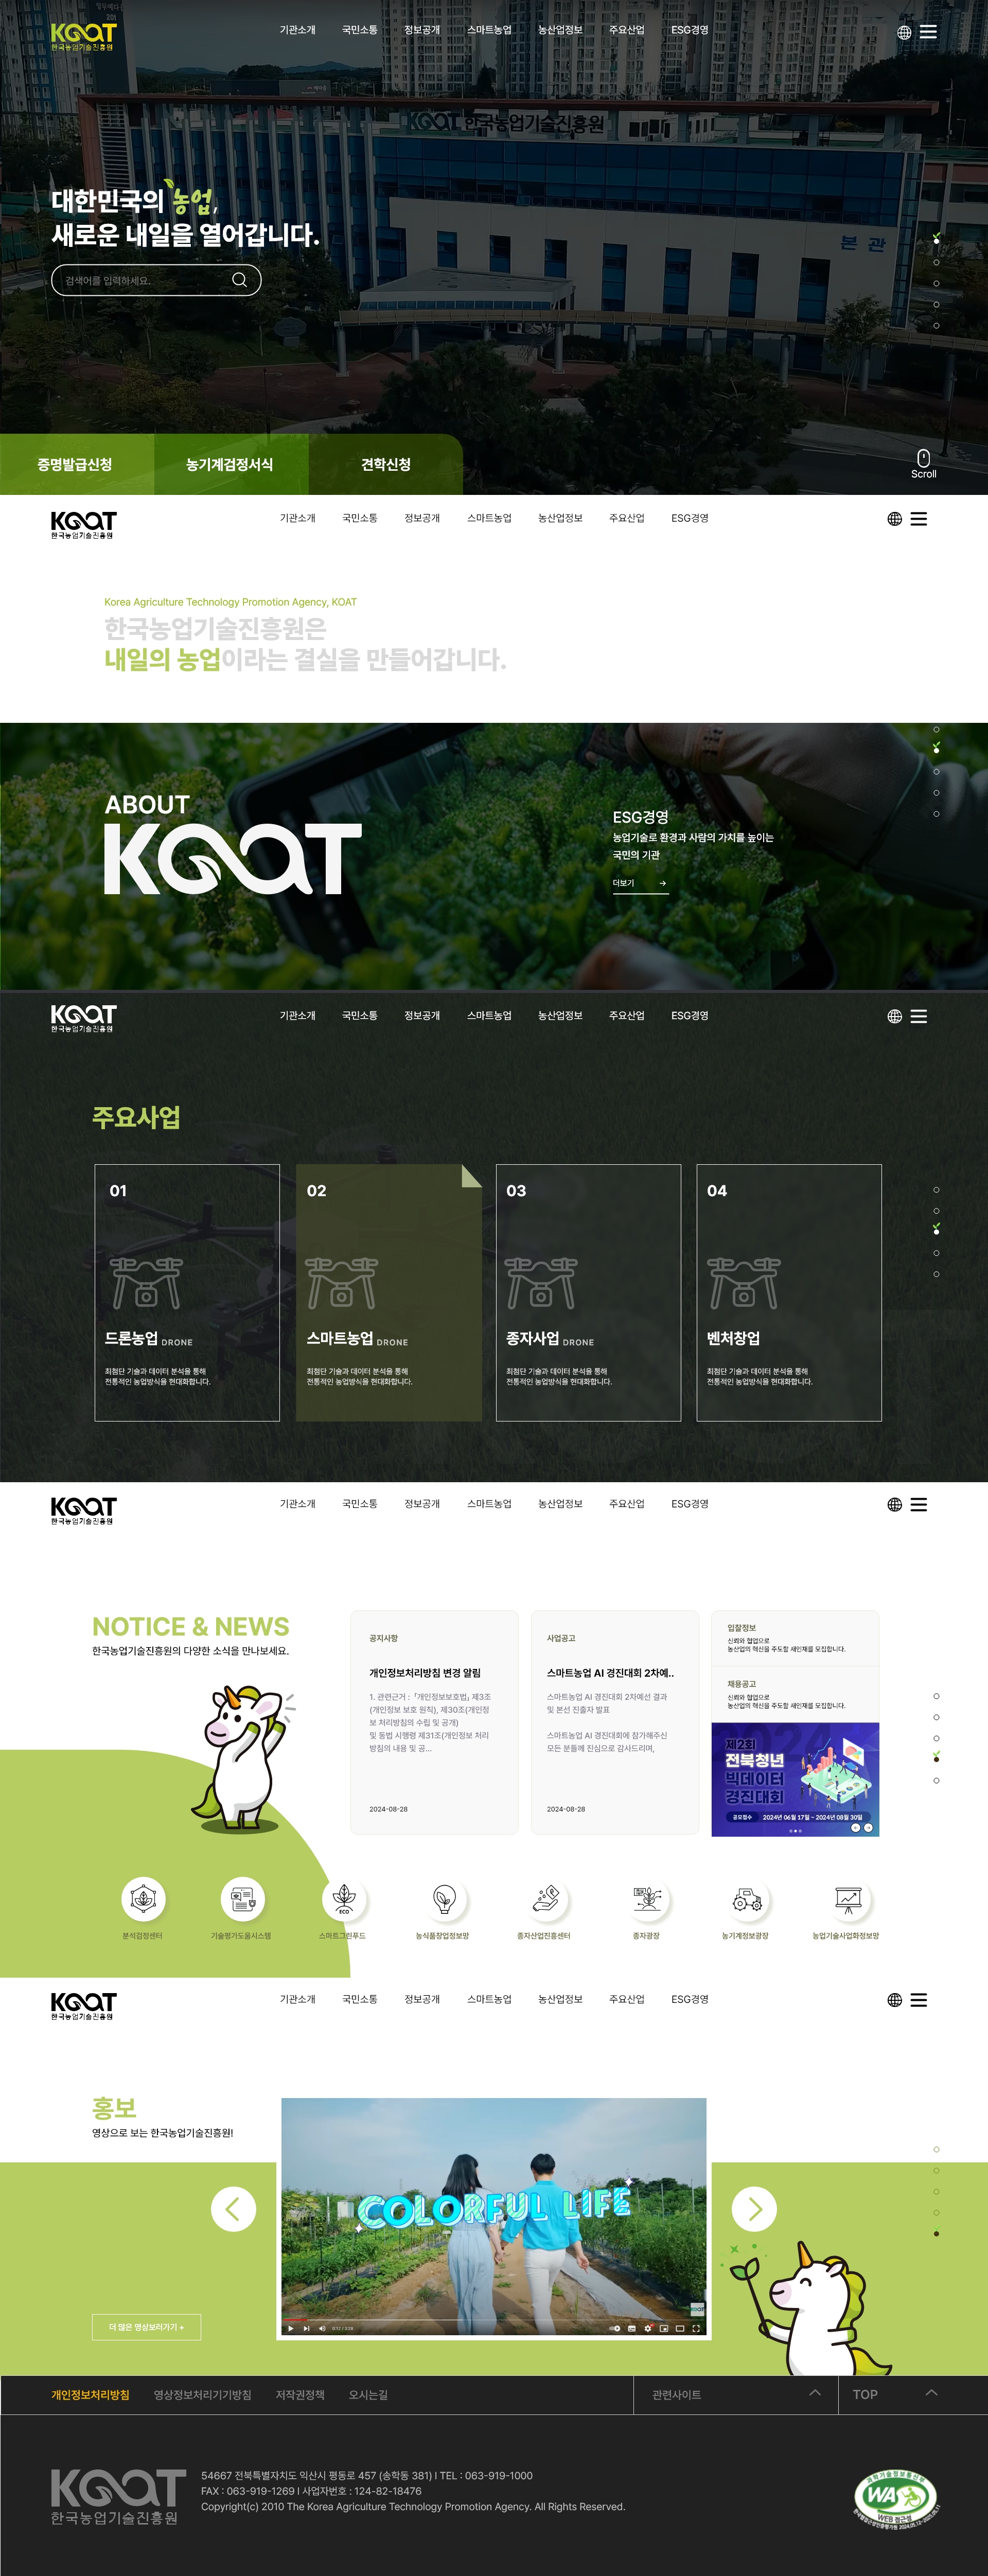 KOAT
한국농업기술진흥원
기관소개 국민소통 정보공개 스마트농업 농산업정보 주요산업 ESG경영
KOAT 한국농업기술진흥원
본관
대한민국의 농업,
새로운 내일을 열어갑니다.
검색어를 입력하세요.
증명발급신청 농기계검정서식 견학신청
Scroll
KOAT
한국농업기술진흥원
기관소개 국민소통 정보공개 스마트농업 농산업정보 주요산업 ESG경영
Korea Agriculture Technology Promotion Agency, KOAT
한국농업기술진흥원은
내일의 농업이라는 결실을 만들어갑니다.
ABOUT
KOAT
ESG경영
농업기술로 환경과 사람의 가치를 높이는
국민의 기관
더보기 →
KOAT
한국농업기술진흥원
기관소개 국민소통 정보공개 스마트농업 농산업정보 주요산업 ESG경영
주요사업
01
드론농업 DRONE
최첨단 기술과 데이터 분석을 통해
전통적인 농업방식을 현대화합니다.
02
스마트농업 DRONE
최첨단 기술과 데이터 분석을 통해
전통적인 농업방식을 현대화합니다.
03
종자사업 DRONE
최첨단 기술과 데이터 분석을 통해
전통적인 농업방식을 현대화합니다.
04
벤처창업
최첨단 기술과 데이터 분석을 통해
전통적인 농업방식을 현대화합니다.
KOAT
한국농업기술진흥원
기관소개 국민소통 정보공개 스마트농업 농산업정보 주요산업 ESG경영
NOTICE & NEWS
한국농업기술진흥원의 다양한 소식을 만나보세요.
공지사항
개인정보처리방침 변경 알림
1. 관련근거 : 「개인정보보호법」 제3조
(개인정보 보호 원칙), 제30조(개인정
보 처리방침의 수립 및 공개)
및 동법 시행령 제31조(개인정보 처리
방침의 내용 및 공...
2024-08-28
사업공고
스마트농업 AI 경진대회 2차예..
스마트농업 AI 경진대회 2차예선 결과
및 본선 진출자 발표
스마트농업 AI 경진대회에 참가해주신
모든 분들께 진심으로 감사드리며,
2024-08-28
입찰정보
신뢰와 협업으로
농산업의 혁신을 주도할 새인재를 모집합니다.
채용공고
신뢰와 협업으로
농산업의 혁신을 주도할 새인재를 모집합니다.
제2회
전북청년
빅데이터
경진대회
공모접수 2024년 06월 17일 ~ 2024년 08월 30일
ECO
분석검정센터 기술평가도움시스템 스마트그린푸드 농식품창업정보망 종자산업진흥센터 종자광장 농기계정보광장 농업기술사업화정보망
KOAT
한국농업기술진흥원
기관소개 국민소통 정보공개 스마트농업 농산업정보 주요산업 ESG경영
홍보
영상으로 보는 한국농업기술진흥원!
COLORFUL LIFE
더 많은 영상보러가기 +
개인정보처리방침 영상정보처리기기방침 저작권정책 오시는길 관련사이트 TOP
KOAT
한국농업기술진흥원
54667 전북특별자치도 익산시 평동로 457 (송학동 381) I TEL : 063-919-1000
FAX : 063-919-1269 I 사업자번호 : 124-82-18476
Copyright(c) 2010 The Korea Agriculture Technology Promotion Agency. All Rights Reserved.
과학기술정보통신부
WA
WEB 접근성